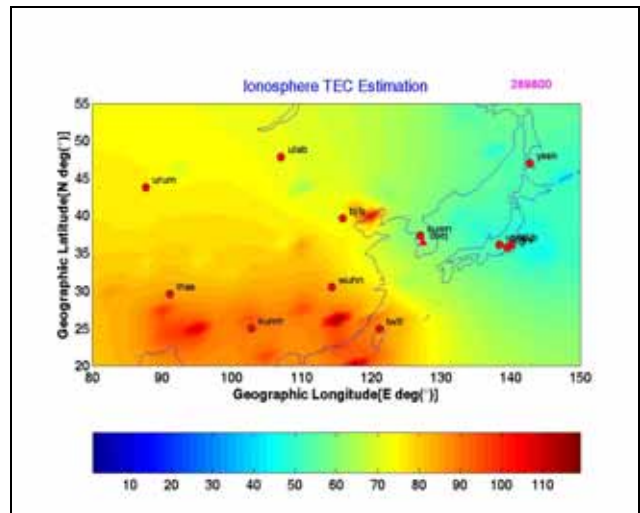 Ionosphere TEC Estimation
289800
55
50
45
40
35
30
25
20
Geographic Latitude[N deg(°)]
ulab
urum
yssk
bjfs
suwn
wuhn
lhas
kunm
twtf
80 90 100 110 120 130 140 150
Geographic Longitude[E deg(°)]
10 20 30 40 50 60 70 80 90 100 110